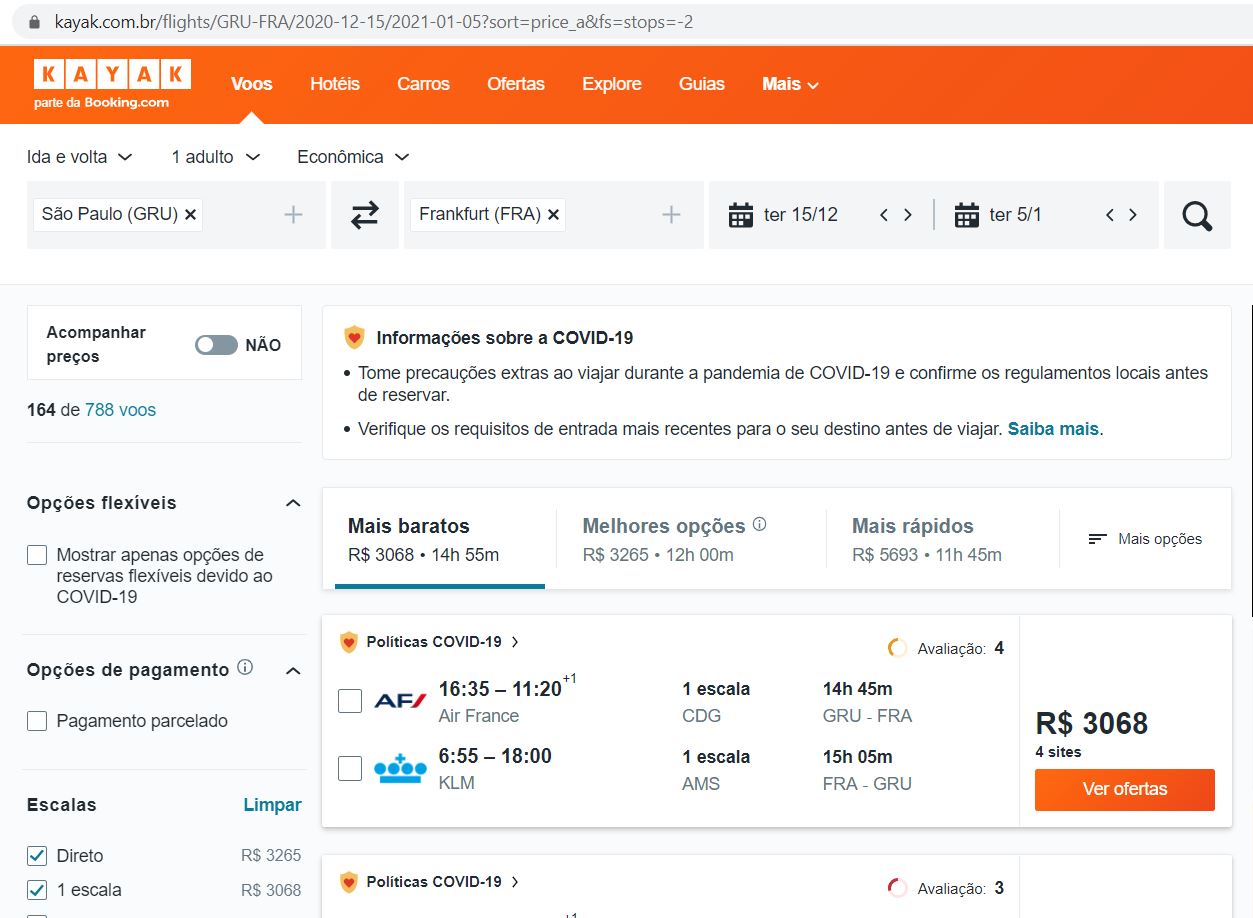 kayak.com.br/flights/GRU-FRA/2020-12-15/2021-01-05?sort=price_a&fs=stops=-2
KAYAK
parte da Booking.com
Voos Hotéis Carros Ofertas Explore Guias Mais
Ida e volta 1 adulto Econômica
São Paulo (GRU) × Frankfurt (FRA) × ter 15/12 ter 5/1
Acompanhar
preços
NÃO
164 de 788 voos
Opções flexíveis
Mostrar apenas opções de
reservas flexíveis devido ao
COVID-19
Opções de pagamento
Pagamento parcelado
Escalas Limpar
Direto R$ 3265
1 escala R$ 3068
Informações sobre a COVID-19
• Tome precauções extras ao viajar durante a pandemia de COVID-19 e confirme os regulamentos locais antes
de reservar.
• Verifique os requisitos de entrada mais recentes para o seu destino antes de viajar. Saiba mais.
Mais baratos
R$ 3068 • 14h 55m
Melhores opções
R$ 3265 • 12h 00m
Mais rápidos
R$ 5693 • 11h 45m
Mais opções
Políticas COVID-19
Avaliação: 4
AF 16:35 – 11:20+1 1 escala 14h 45m
Air France CDG GRU - FRA
6:55 – 18:00 1 escala 15h 05m
KLM AMS FRA - GRU
R$ 3068
4 sites
Ver ofertas
Políticas COVID-19
Avaliação: 3
+1